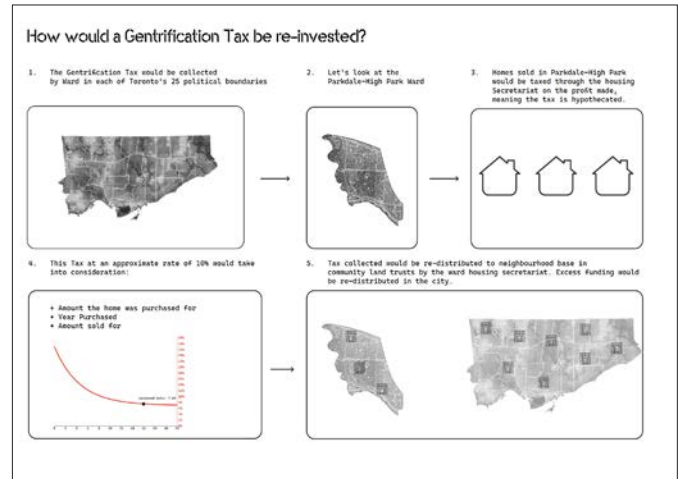 How would a Gentrification Tax be re-invested?
1. The Gentrification Tax would be collected
by Ward in each of Toronto's 25 political boundaries
2. Let's look at the
Parkdale-High Park Ward
3. Homes sold in Parkdale-High Park
would be taxed through the housing
Secretariat on the profit made,
meaning the tax is hypothecated.
4. This Tax at an approximate rate of 10% would take
into consideration:
+ Amount the home was purchased for
+ Year Purchased
+ Amount sold for
5. Tax collected would be re-distributed to neighbourhood base in
community land trusts by the ward housing secretariat. Excess funding would
be re-distributed in the city.